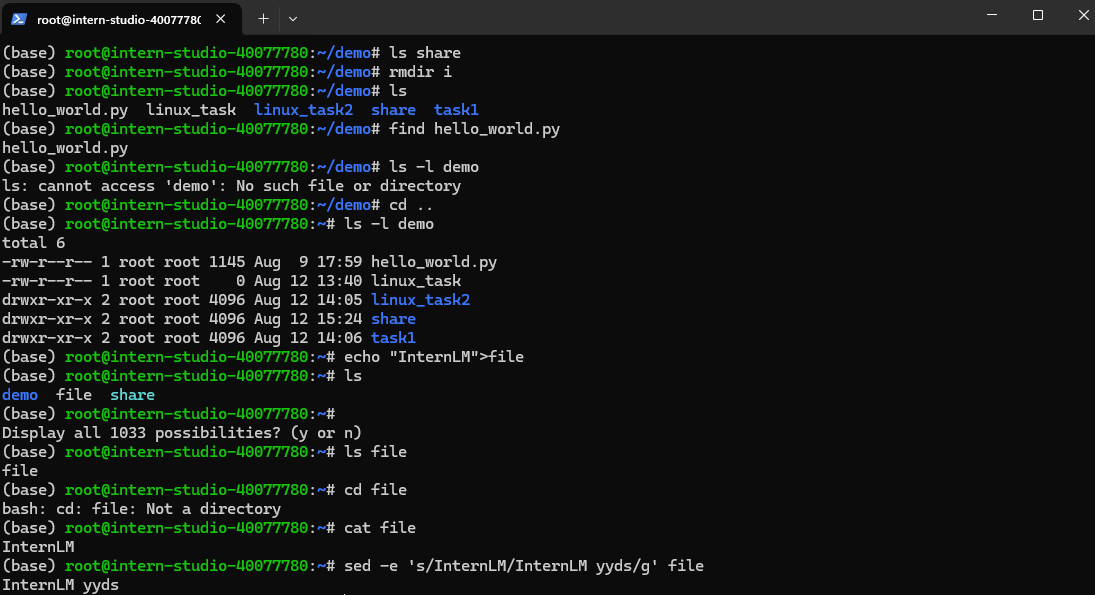 root@intern-studio-4007778(
(base) root@intern-studio-40077780:~/demo# ls share
(base) root@intern-studio-40077780:~/demo# rmdir i
(base) root@intern-studio-40077780:~/demo# ls
hello_world.py  linux_task  linux_task2  share  task1
(base) root@intern-studio-40077780:~/demo# find hello_world.py
hello_world.py
(base) root@intern-studio-40077780:~/demo# ls -l demo
ls: cannot access 'demo': No such file or directory
(base) root@intern-studio-40077780:~/demo# cd ..
(base) root@intern-studio-40077780:~# ls -l demo
total 6
-rw-r--r-- 1 root root 1145 Aug  9 17:59 hello_world.py
-rw-r--r-- 1 root root    0 Aug 12 13:40 linux_task
drwxr-xr-x 2 root root 4096 Aug 12 14:05 linux_task2
drwxr-xr-x 2 root root 4096 Aug 12 15:24 share
drwxr-xr-x 2 root root 4096 Aug 12 14:06 task1
(base) root@intern-studio-40077780:~# echo "InternLM">file
(base) root@intern-studio-40077780:~# ls
demo  file  share
(base) root@intern-studio-40077780:~#
Display all 1033 possibilities? (y or n)
(base) root@intern-studio-40077780:~# ls file
file
(base) root@intern-studio-40077780:~# cd file
bash: cd: file: Not a directory
(base) root@intern-studio-40077780:~# cat file
InternLM
(base) root@intern-studio-40077780:~# sed -e 's/InternLM/InternLM yyds/g' file
InternLM yyds